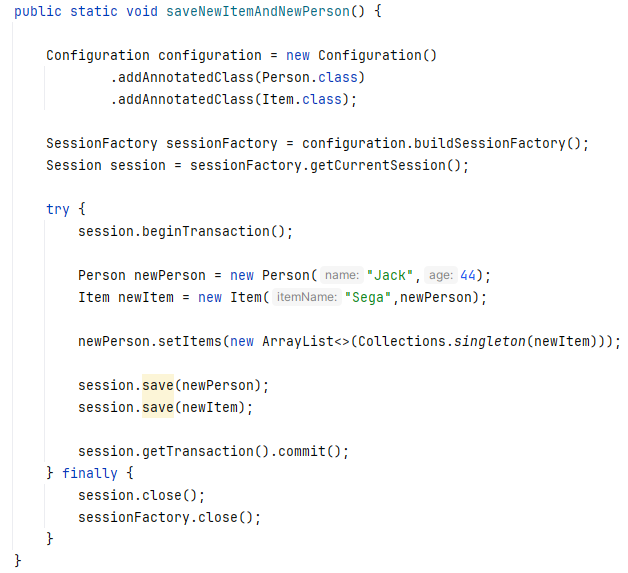 public static void saveNewItemAndNewPerson() {
Configuration configuration = new Configuration()
.addAnnotatedClass(Person.class)
.addAnnotatedClass(Item.class);
SessionFactory sessionFactory = configuration.buildSessionFactory();
Session session = sessionFactory.getCurrentSession();
try {
session.beginTransaction();
Person newPerson = new Person( name: "Jack", age: 44);
Item newItem = new Item( itemName: "Sega",newPerson);
newPerson.setItems(new ArrayList<>(Collections.singleton(newItem)));
session.save(newPerson);
session.save(newItem);
session.getTransaction().commit();
} finally {
session.close();
sessionFactory.close();
}
}